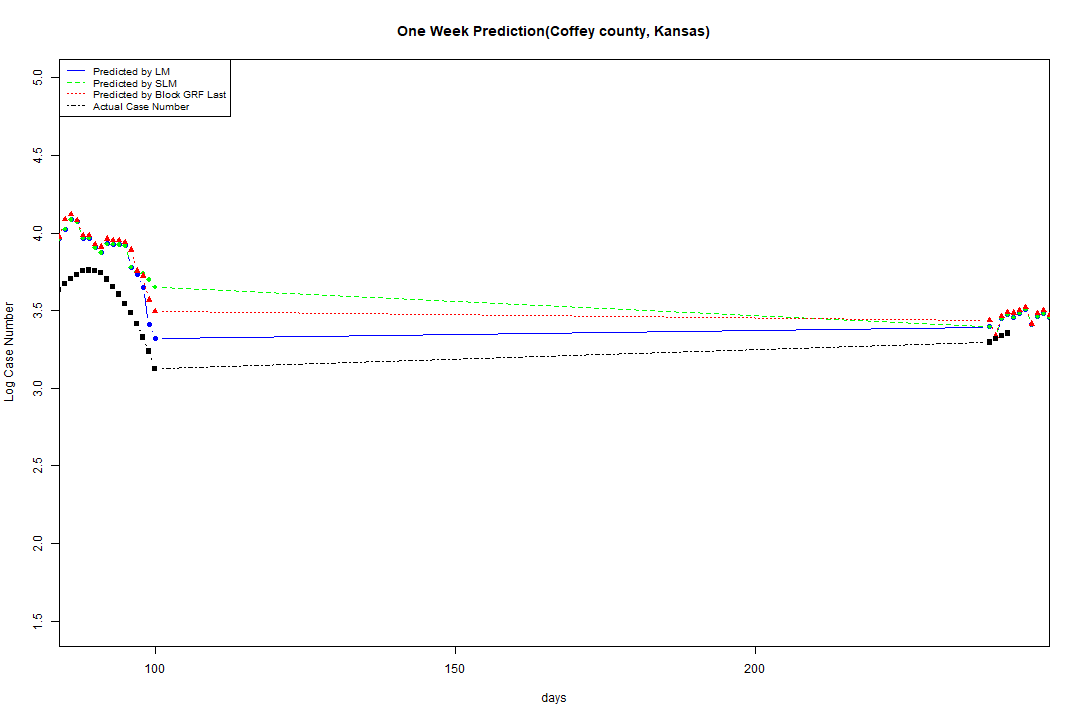 One Week Prediction(Coffey county, Kansas)
Predicted by LM
Predicted by SLM
Predicted by Block GRF Last
Actual Case Number
5.0
4.5
4.0
3.5
3.0
2.5
2.0
1.5
Log Case Number
100 150 200
days